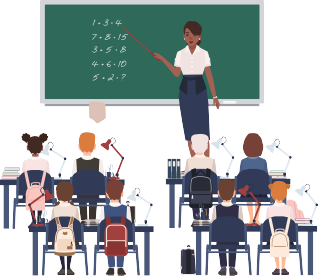 1 + 3 • 4
7 + 8 • 15
3 + 5 • 8
4 + 6 • 10
5 + 2 • ?